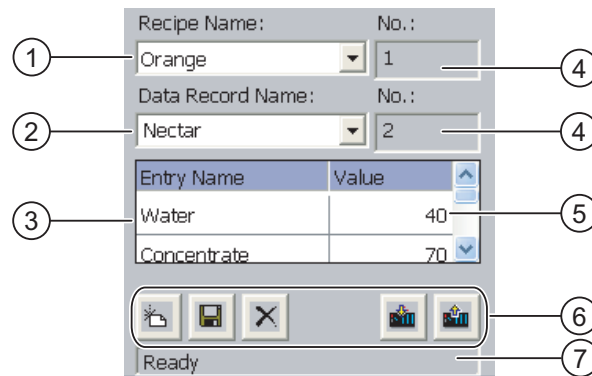 Recipe Name: No.:
1 Orange 1 4
Data Record Name: No.:
2 Nectar 2 4
Entry Name Value
3 Water 40 5
Concentrate 70
6
Ready 7